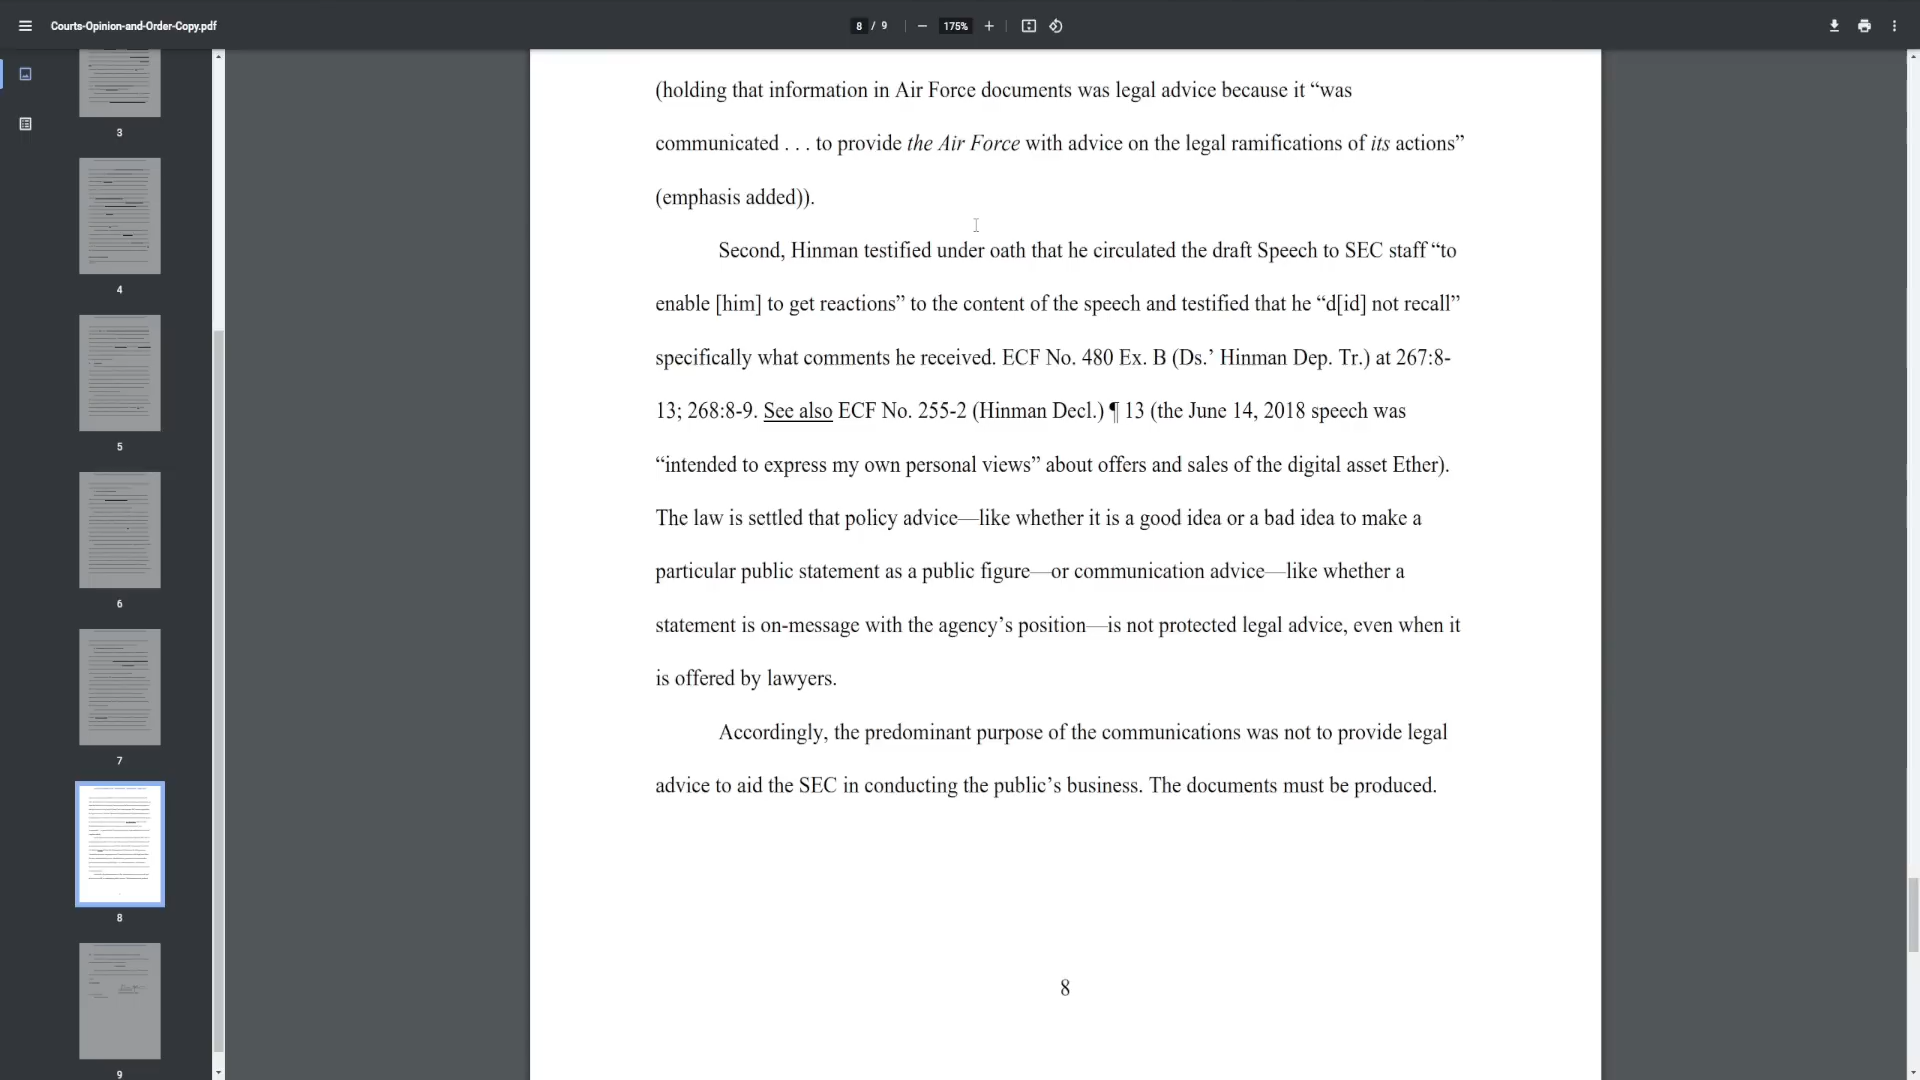 Courts-Opinion-and-Order-Copy.pdf
8 / 9
175%
3
4
5
6
7
8
9
(holding that information in Air Force documents was legal advice because it “was
communicated . . . to provide the Air Force with advice on the legal ramifications of its actions”
(emphasis added)).
Second, Hinman testified under oath that he circulated the draft Speech to SEC staff “to
enable [him] to get reactions” to the content of the speech and testified that he “d[id] not recall”
specifically what comments he received. ECF No. 480 Ex. B (Ds.’ Hinman Dep. Tr.) at 267:8-
13; 268:8-9. See also ECF No. 255-2 (Hinman Decl.) ¶ 13 (the June 14, 2018 speech was
“intended to express my own personal views” about offers and sales of the digital asset Ether).
The law is settled that policy advice—like whether it is a good idea or a bad idea to make a
particular public statement as a public figure—or communication advice—like whether a
statement is on-message with the agency’s position—is not protected legal advice, even when it
is offered by lawyers.
Accordingly, the predominant purpose of the communications was not to provide legal
advice to aid the SEC in conducting the public’s business. The documents must be produced.
8